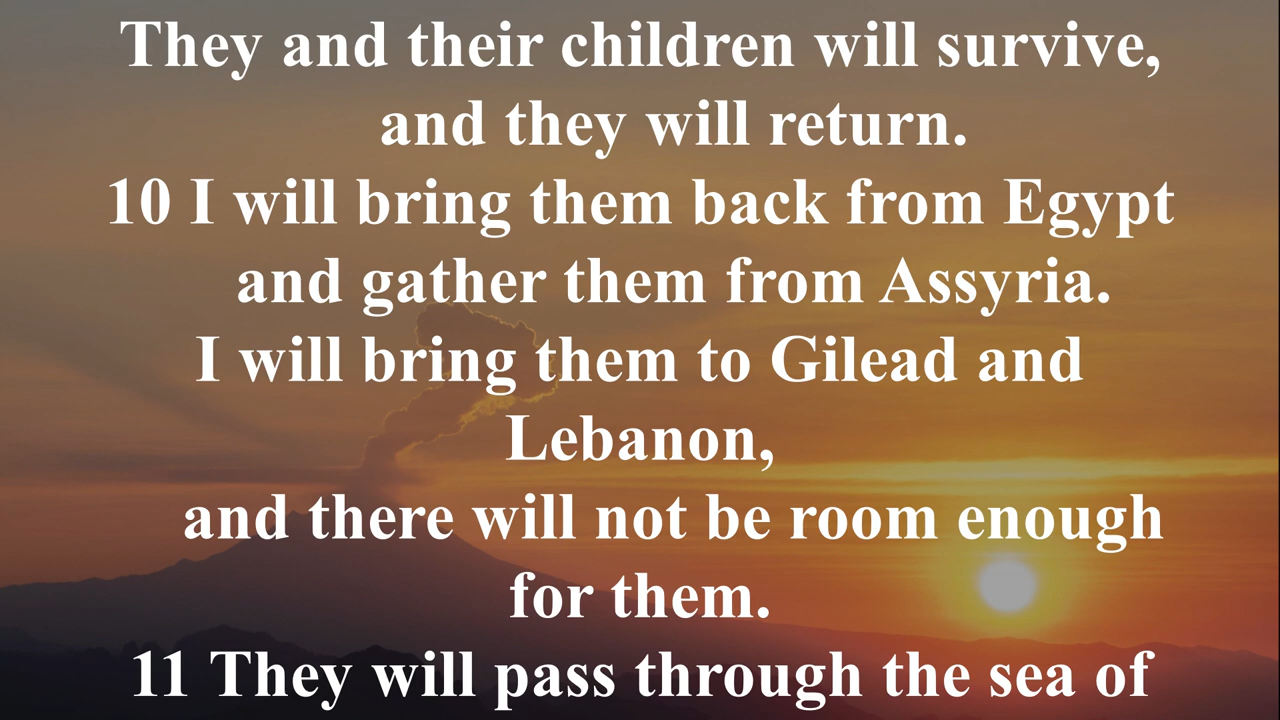 They and their children will survive,
and they will return.
10 I will bring them back from Egypt
and gather them from Assyria.
I will bring them to Gilead and
Lebanon,
and there will not be room enough
for them.
11 They will pass through the sea of